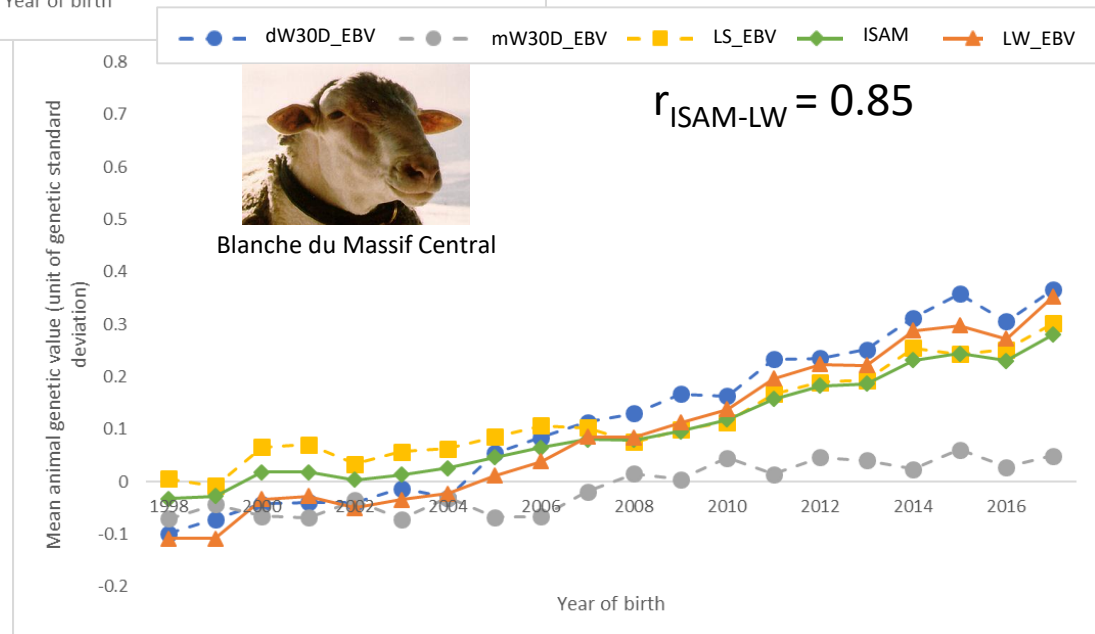 Year of birth
dW30D_EBV mW30D_EBV LS_EBV ISAM LW_EBV
r ISAM-LW = 0.85
Blanche du Massif Central
Mean animal genetic value (unit of genetic standard
deviation)
0.8
0.7
0.6
0.5
0.4
0.3
0.2
0.1
0
-0.1
-0.2
1998 2000 2002 2004 2006 2008 2010 2012 2014 2016
Year of birth